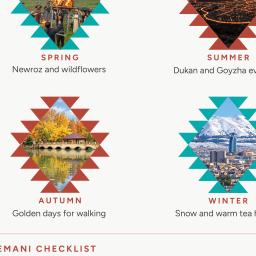 SPRING
Newroz and wildflowers
SUMMER
Dukan and Goyzha
AUTUMN
Golden days for walking
WINTER
Snow and warm tea
EMANI CHECKLIST